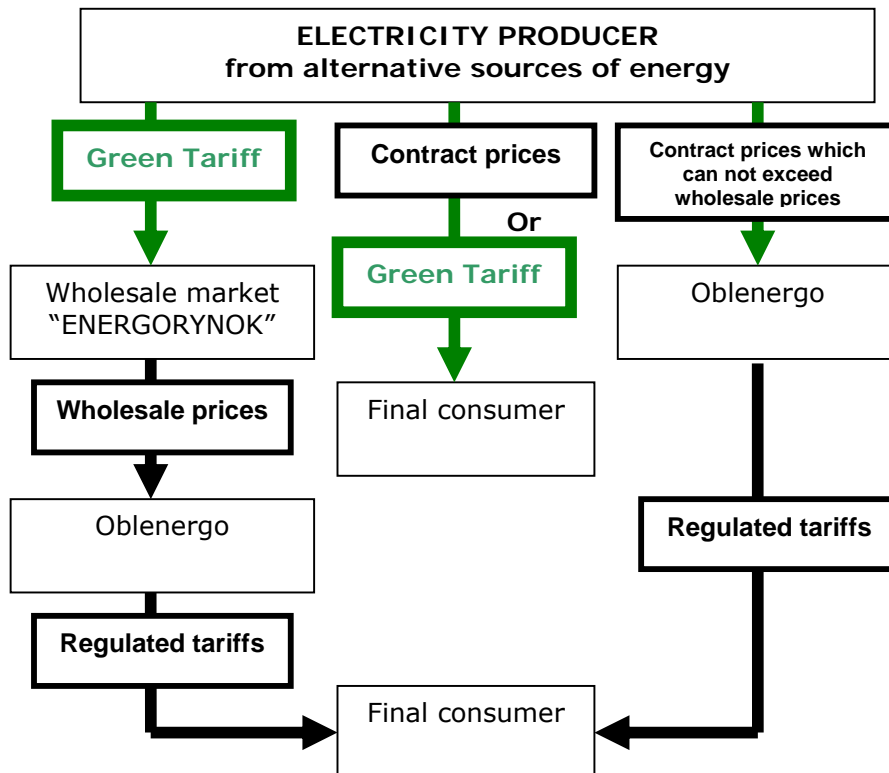 ELECTRICITY PRODUCER
from alternative sources of energy
Green Tariff
Contract prices
Contract prices which
can not exceed
wholesale prices
Or
Green Tariff
Wholesale market
“ENERGORYNOK”
Oblenergo
Wholesale prices
Final consumer
Oblenergo
Regulated tariffs
Regulated tariffs
Final consumer